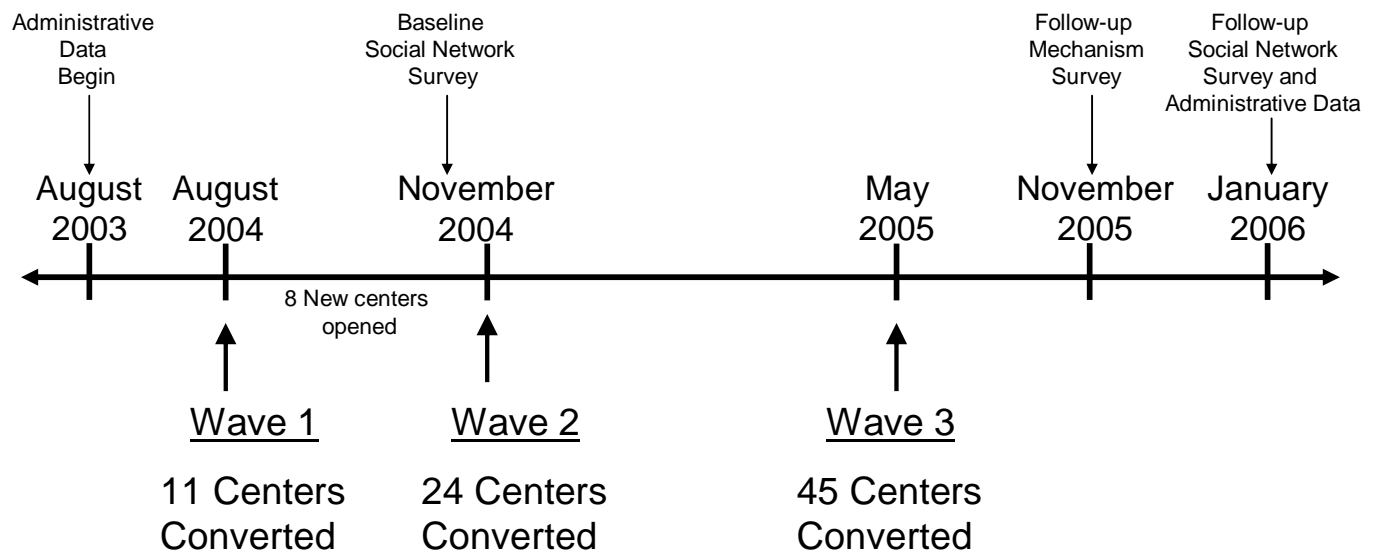 Administrative
Data
Begin
Baseline
Social Network
Survey
Follow-up
Mechanism
Survey
Follow-up
Social Network
Survey and
Administrative Data
August
2003
August
2004
November
2004
May
2005
November
2005
January
2006
8 New centers
opened
Wave 1
11 Centers
Converted
Wave 2
24 Centers
Converted
Wave 3
45 Centers
Converted